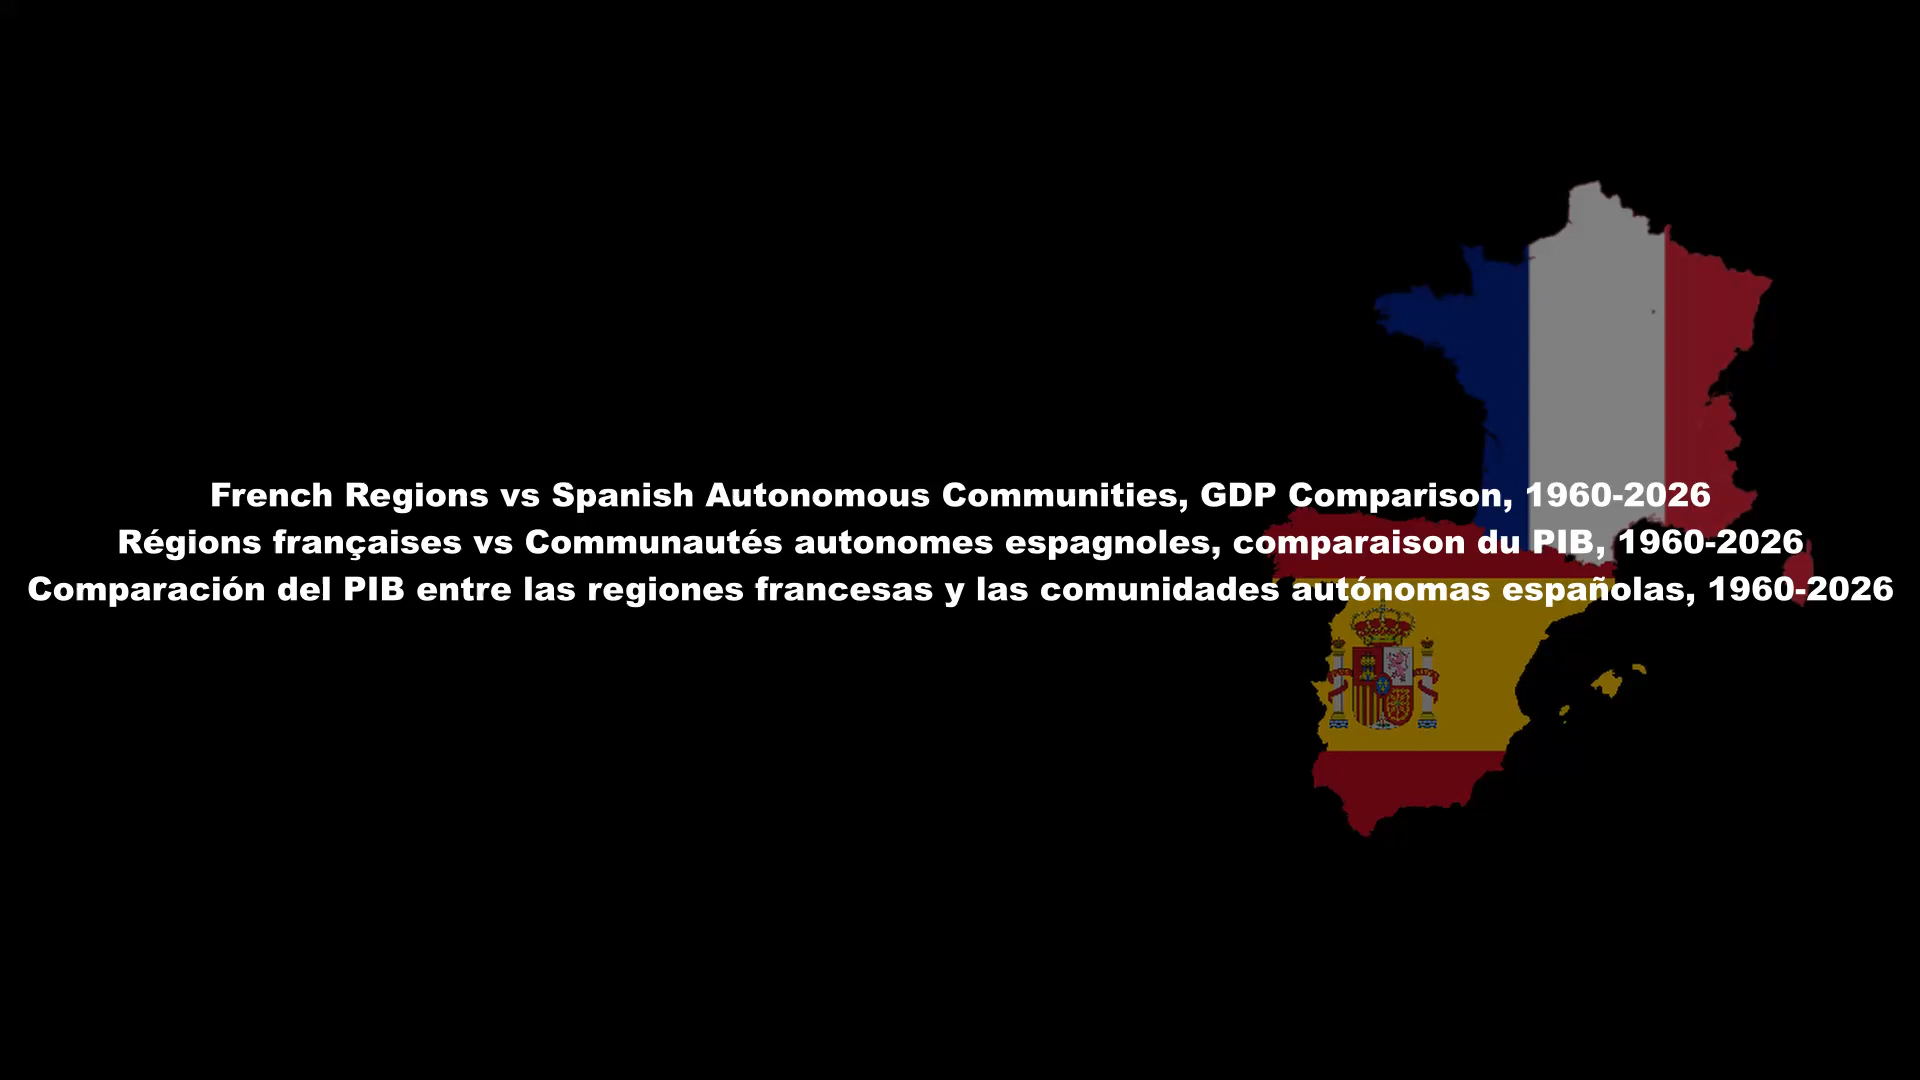 French Regions vs Spanish Autonomous Communities, GDP Comparison, 1960-2026
Régions françaises vs Communautés autonomes espagnoles, comparaison du PIB, 1960-2026
Comparación del PIB entre las regiones francesas y las comunidades autónomas españolas, 1960-2026